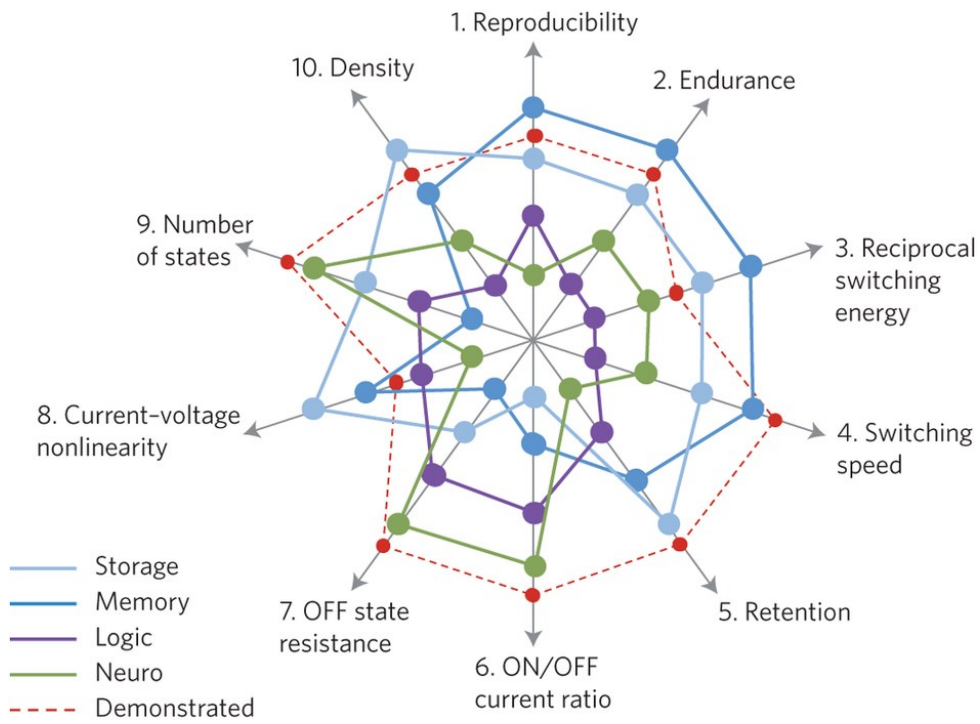 1. Reproducibility
10. Density
2. Endurance
9. Number
of states
3. Reciprocal
switching
energy
8. Current–voltage
nonlinearity
4. Switching
speed
7. OFF state
resistance
5. Retention
6. ON/OFF
current ratio
Storage
Memory
Logic
Neuro
Demonstrated